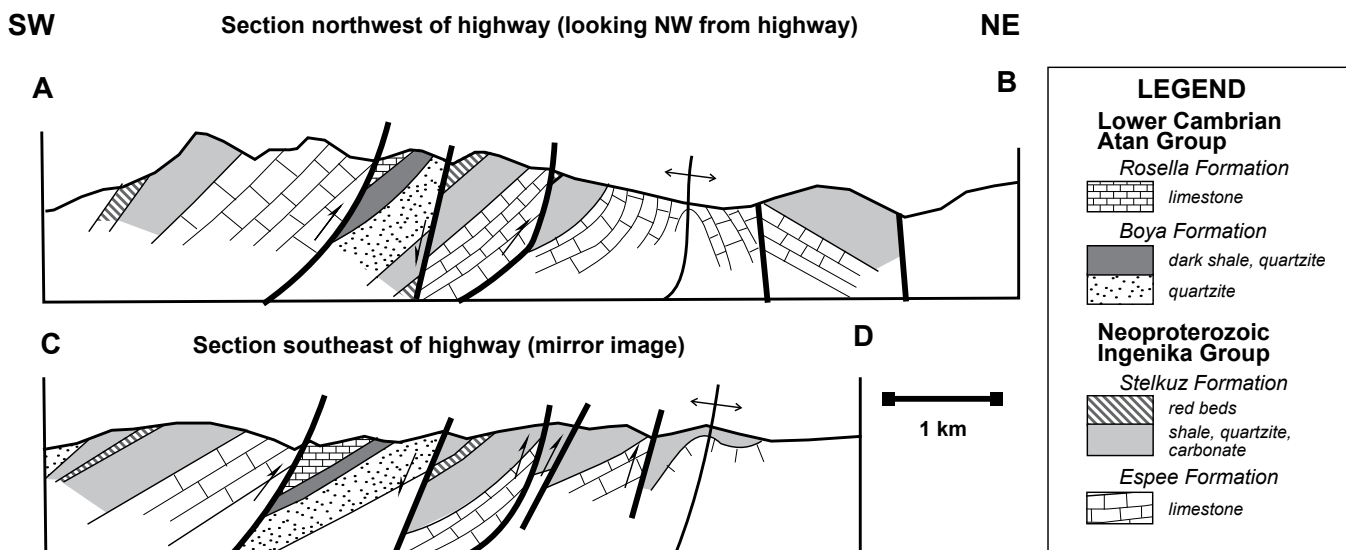 SW
Section northwest of highway (looking NW from highway)
NE
A
B
C
Section southeast of highway (mirror image)
D
1 km
LEGEND
Lower Cambrian
Atan Group
Rosella Formation
limestone
Boya Formation
dark shale, quartzite
quartzite
Neoproterozoic
Ingenika Group
Stelkuz Formation
red beds
shale, quartzite,
carbonate
Espee Formation
limestone